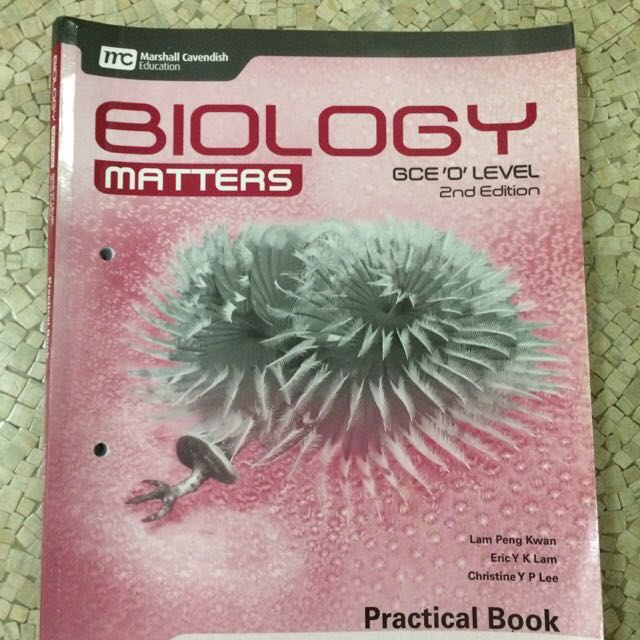 mc Marshall Cavendish
Education
BIOLOGY
MATTERS
GCE 'O' LEVEL
2nd Edition
Lam Peng Kwan
Eric Y K Lam
Christine Y P Lee
Practical Book